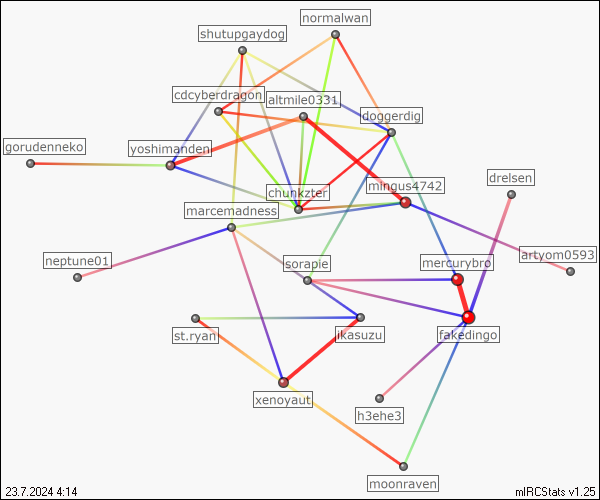 normalwan
shutupgaydog
cdcyberdragon
altmile0331
doggerdig
gorudenneko
yoshimanden
mingus4742
drelsen
chunkzter
marcemadness
neptune01
sorapie
mercurybro
artyom0593
st.ryan
ikasuzu
fakedingo
xenoyaut
h3ehe3
moonraven
23.7.2024 4:14
mIRCStats v1.25